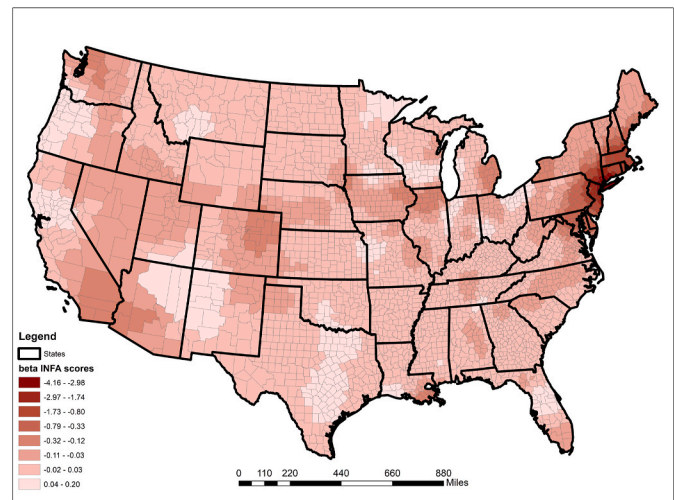 Legend
States
beta INFA scores
-4.16 - -2.98
-2.97 - -1.74
-1.73 - -0.80
-0.79 - -0.33
-0.32 - -0.12
-0.11 - -0.03
-0.02 - 0.03
0.04 - 0.20
0 110 220 440 660 880
Miles